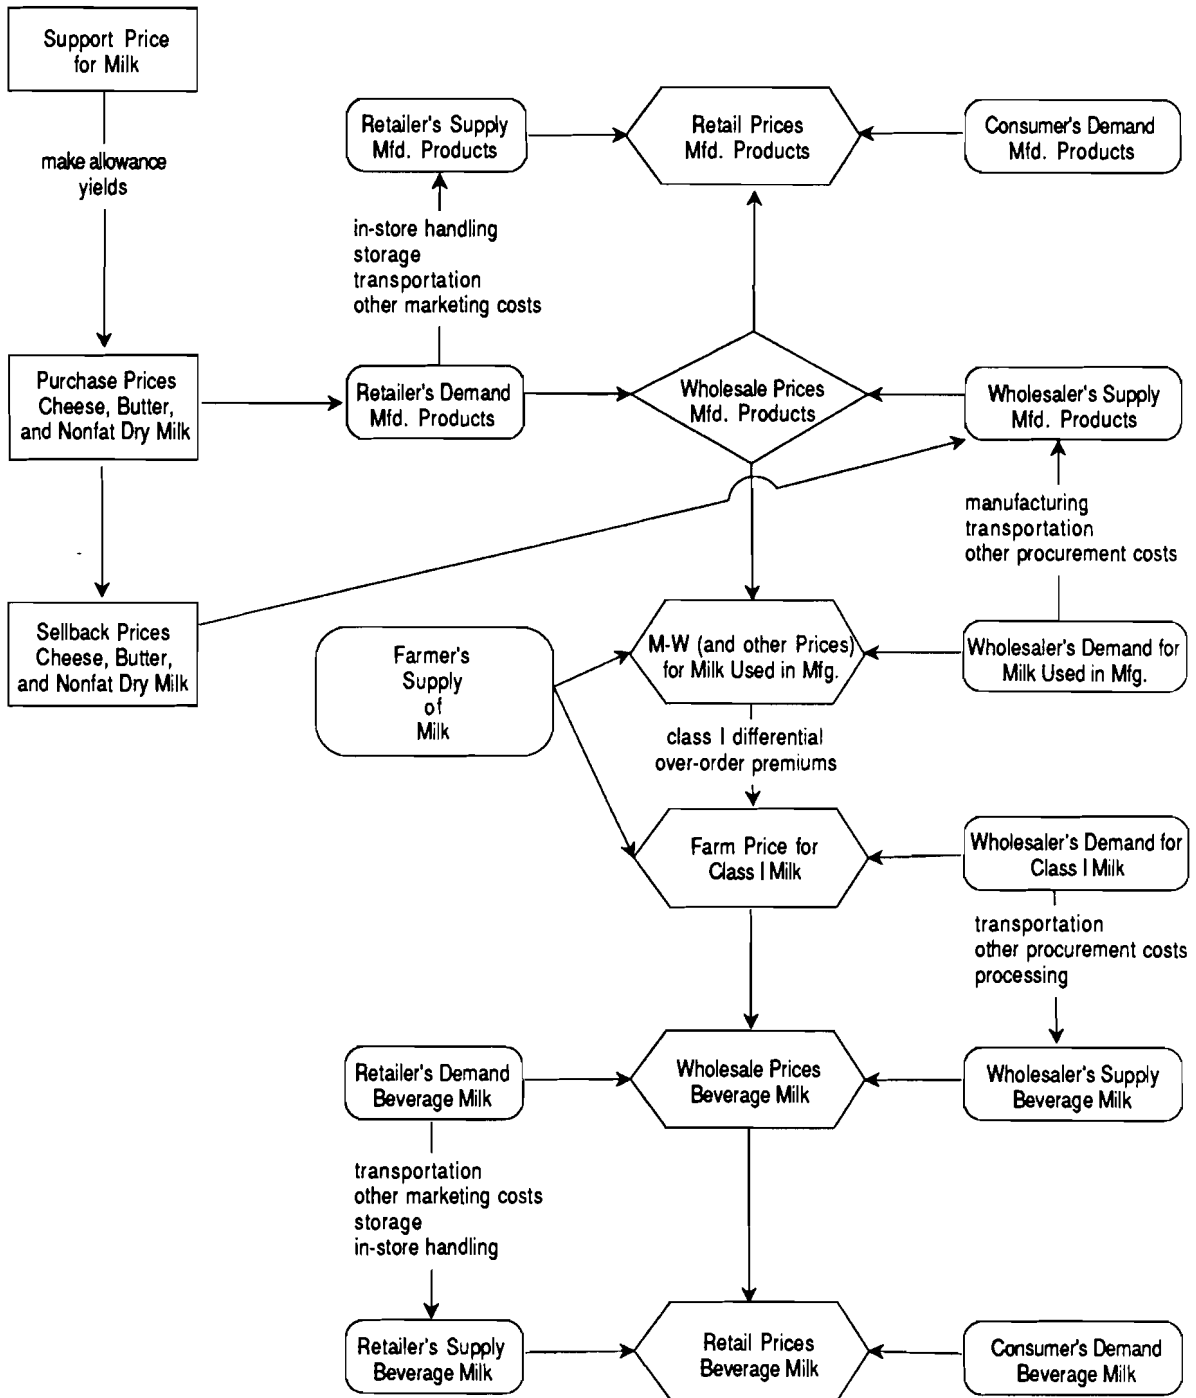 Support Price
for Milk
make allowance
yields
Retailer's Supply
Mfd. Products
Retail Prices
Mfd. Products
Consumer's Demand
Mfd. Products
in-store handling
storage
transportation
other marketing costs
Purchase Prices
Cheese, Butter,
and Nonfat Dry Milk
Retailer's Demand
Mfd. Products
Wholesale Prices
Mfd. Products
Wholesaler's Supply
Mfd. Products
manufacturing
transportation
other procurement costs
Sellback Prices
Cheese, Butter,
and Nonfat Dry Milk
Farmer's
Supply
of
Milk
M-W (and other Prices)
for Milk Used in Mfg.
Wholesaler's Demand for
Milk Used in Mfg.
class I differential
over-order premiums
Farm Price for
Class I Milk
Wholesaler's Demand for
Class I Milk
transportation
other procurement costs
processing
Retailer's Demand
Beverage Milk
Wholesale Prices
Beverage Milk
Wholesaler's Supply
Beverage Milk
transportation
other marketing costs
storage
in-store handling
Retailer's Supply
Beverage Milk
Retail Prices
Beverage Milk
Consumer's Demand
Beverage Milk